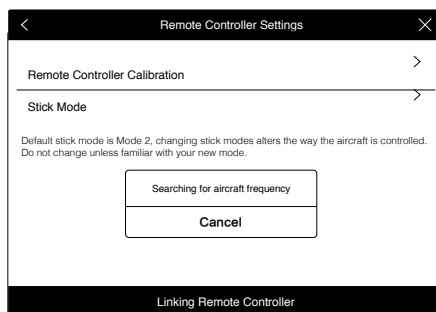 Remote Controller Settings
Remote Controller Calibration
Stick Mode
Default stick mode is Mode 2, changing stick modes alters the way the aircraft is controlled.
Do not change unless familiar with your new mode.
Searching for aircraft frequency
Cancel
Linking Remote Controller